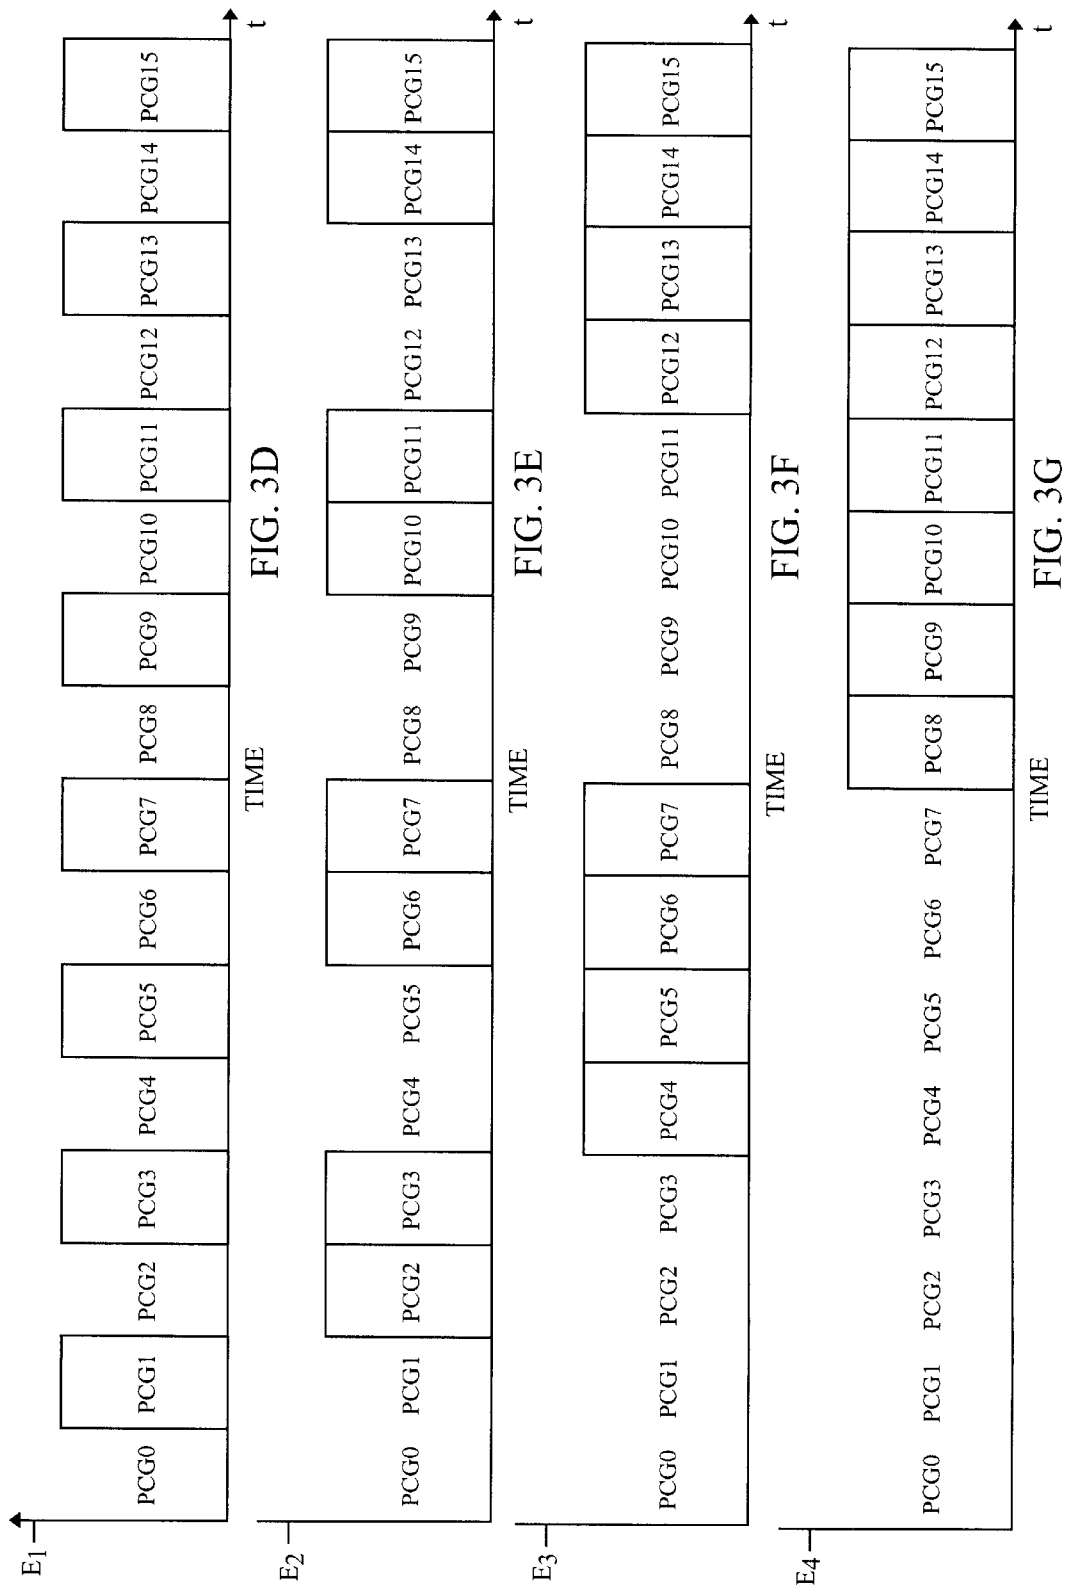 E1
PCG0 PCG1 PCG2 PCG3 PCG4 PCG5 PCG6 PCG7 PCG8 PCG9 PCG10 PCG11 PCG12 PCG13 PCG14 PCG15
TIME
t
FIG. 3D
E2
PCG0 PCG1 PCG2 PCG3 PCG4 PCG5 PCG6 PCG7 PCG8 PCG9 PCG10 PCG11 PCG12 PCG13 PCG14 PCG15
TIME
t
FIG. 3E
E3
PCG0 PCG1 PCG2 PCG3 PCG4 PCG5 PCG6 PCG7 PCG8 PCG9 PCG10 PCG11 PCG12 PCG13 PCG14 PCG15
TIME
t
FIG. 3F
E4
PCG0 PCG1 PCG2 PCG3 PCG4 PCG5 PCG6 PCG7 PCG8 PCG9 PCG10 PCG11 PCG12 PCG13 PCG14 PCG15
TIME
t
FIG. 3G